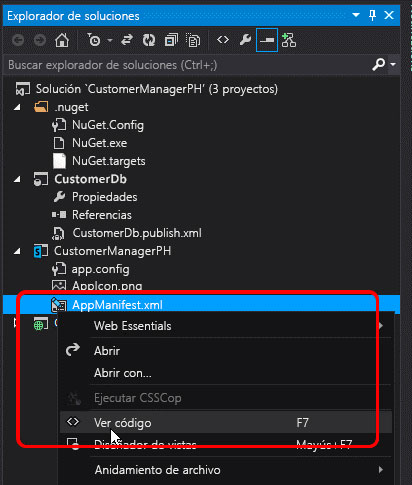 Explorador de soluciones
Buscar explorador de soluciones (Ctrl+;)
Solución 'CustomerManagerPH' (3 proyectos)
.nuget
NuGet.Config
NuGet.exe
NuGet.targets
CustomerDb
Propiedades
Referencias
CustomerDb.publish.xml
CustomerManagerPH
app.config
AppIcon.png
AppManifest.xml
Web Essentials
Abrir
Abrir con...
Ejecutar CSSCop
Ver código F7
Diseñador de vistas Mayús+F7
Anidamiento de archivo